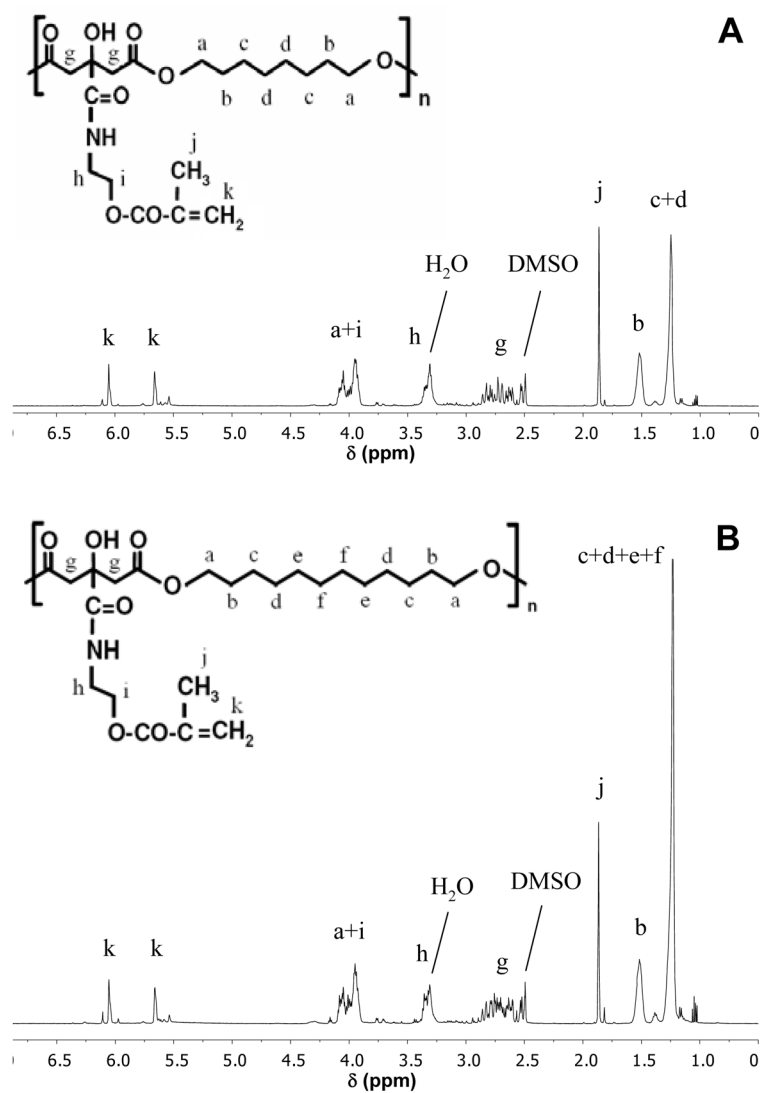 A
O OH O
g g
O
a c d b
O
n
b d c a
C=O
NH
j
h i
CH3
k
O-CO-C=CH2
j
c+d
H2O
DMSO
k k
a+i
h
g
b
6.5 6.0 5.5 5.0 4.5 4.0 3.5 3.0 2.5 2.0 1.5 1.0 0
δ (ppm)
B
O OH O
g g
O
a c e f d b
O
n
b d f e c a
c+d+e+f
C=O
NH
j
h i
CH3
k
O-CO-C=CH2
j
H2O
DMSO
k k
a+i
h
g
b
6.5 6.0 5.5 5.0 4.5 4.0 3.5 3.0 2.5 2.0 1.5 1.0 0
δ (ppm)